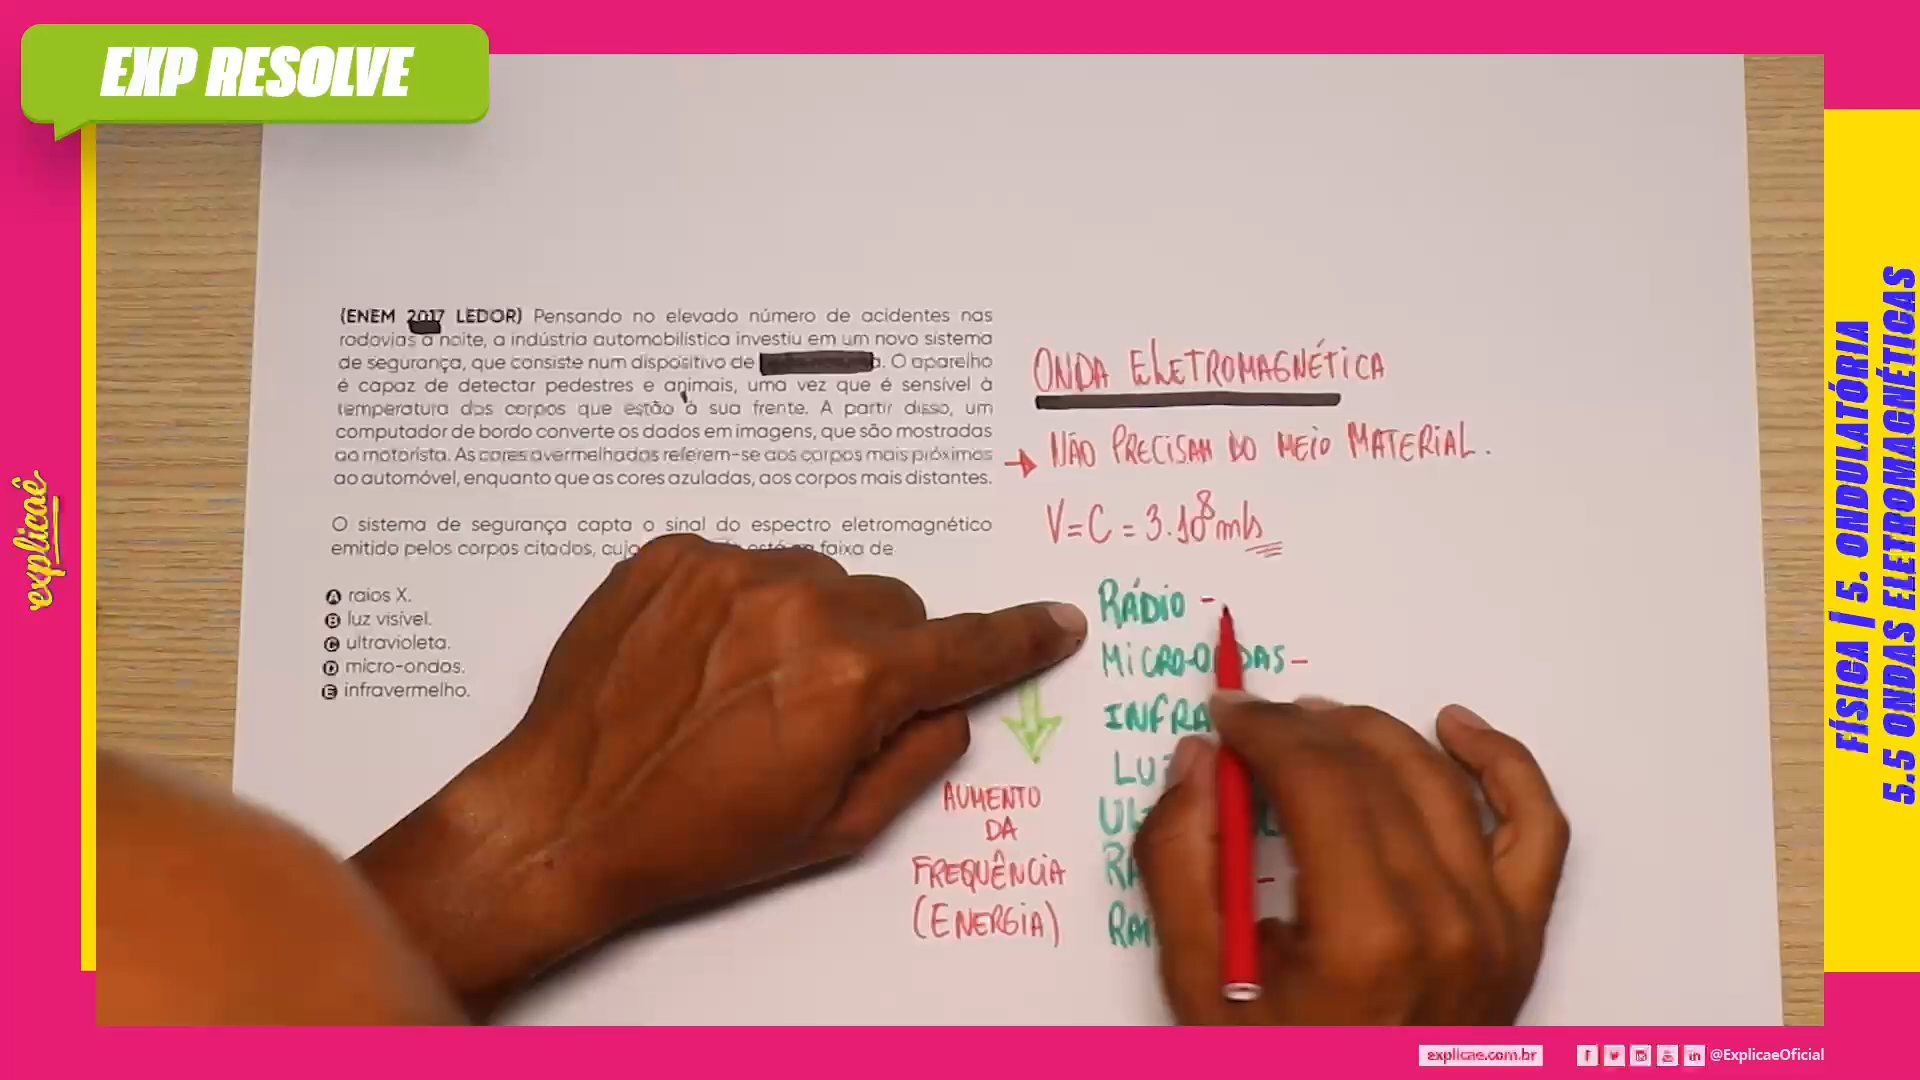 EXP RESOLVE
(ENEM 2017 LEDOR) Pensando no elevado número de acidentes nas
rodovias à noite, a indústria automobilística investiu em um novo sistema
de segurança, que consiste num dispositivo de a. O aparelho
é capaz de detectar pedestres e animais, uma vez que é sensível à
temperatura dos corpos que estão à sua frente. A partir disso, um
computador de bordo converte os dados em imagens, que são mostradas
ao motorista. As cores avermelhadas referem-se aos corpos mais próximos
ao automóvel, enquanto que as cores azuladas, aos corpos mais distantes.
O sistema de segurança capta o sinal do espectro eletromagnético
emitido pelos corpos citados, está na faixa de
A raios X.
B luz visível.
C ultravioleta.
D micro-ondas.
E infravermelho.
ONDA ELETROMAGNÉTICA
→ NÃO PRECISAM DO MEIO MATERIAL.
V=C = 3.10⁸m/s
RÁDIO -
MICRO-ONDAS -
INFRA
AUMENTO
DA
FREQUÊNCIA
(ENERGIA)
explicaê
FÍSICA | 5. ONDULATÓRIA
5.5 ONDAS ELETROMAGNÉTICAS
explicae.com.br
@ExplicaeOficial